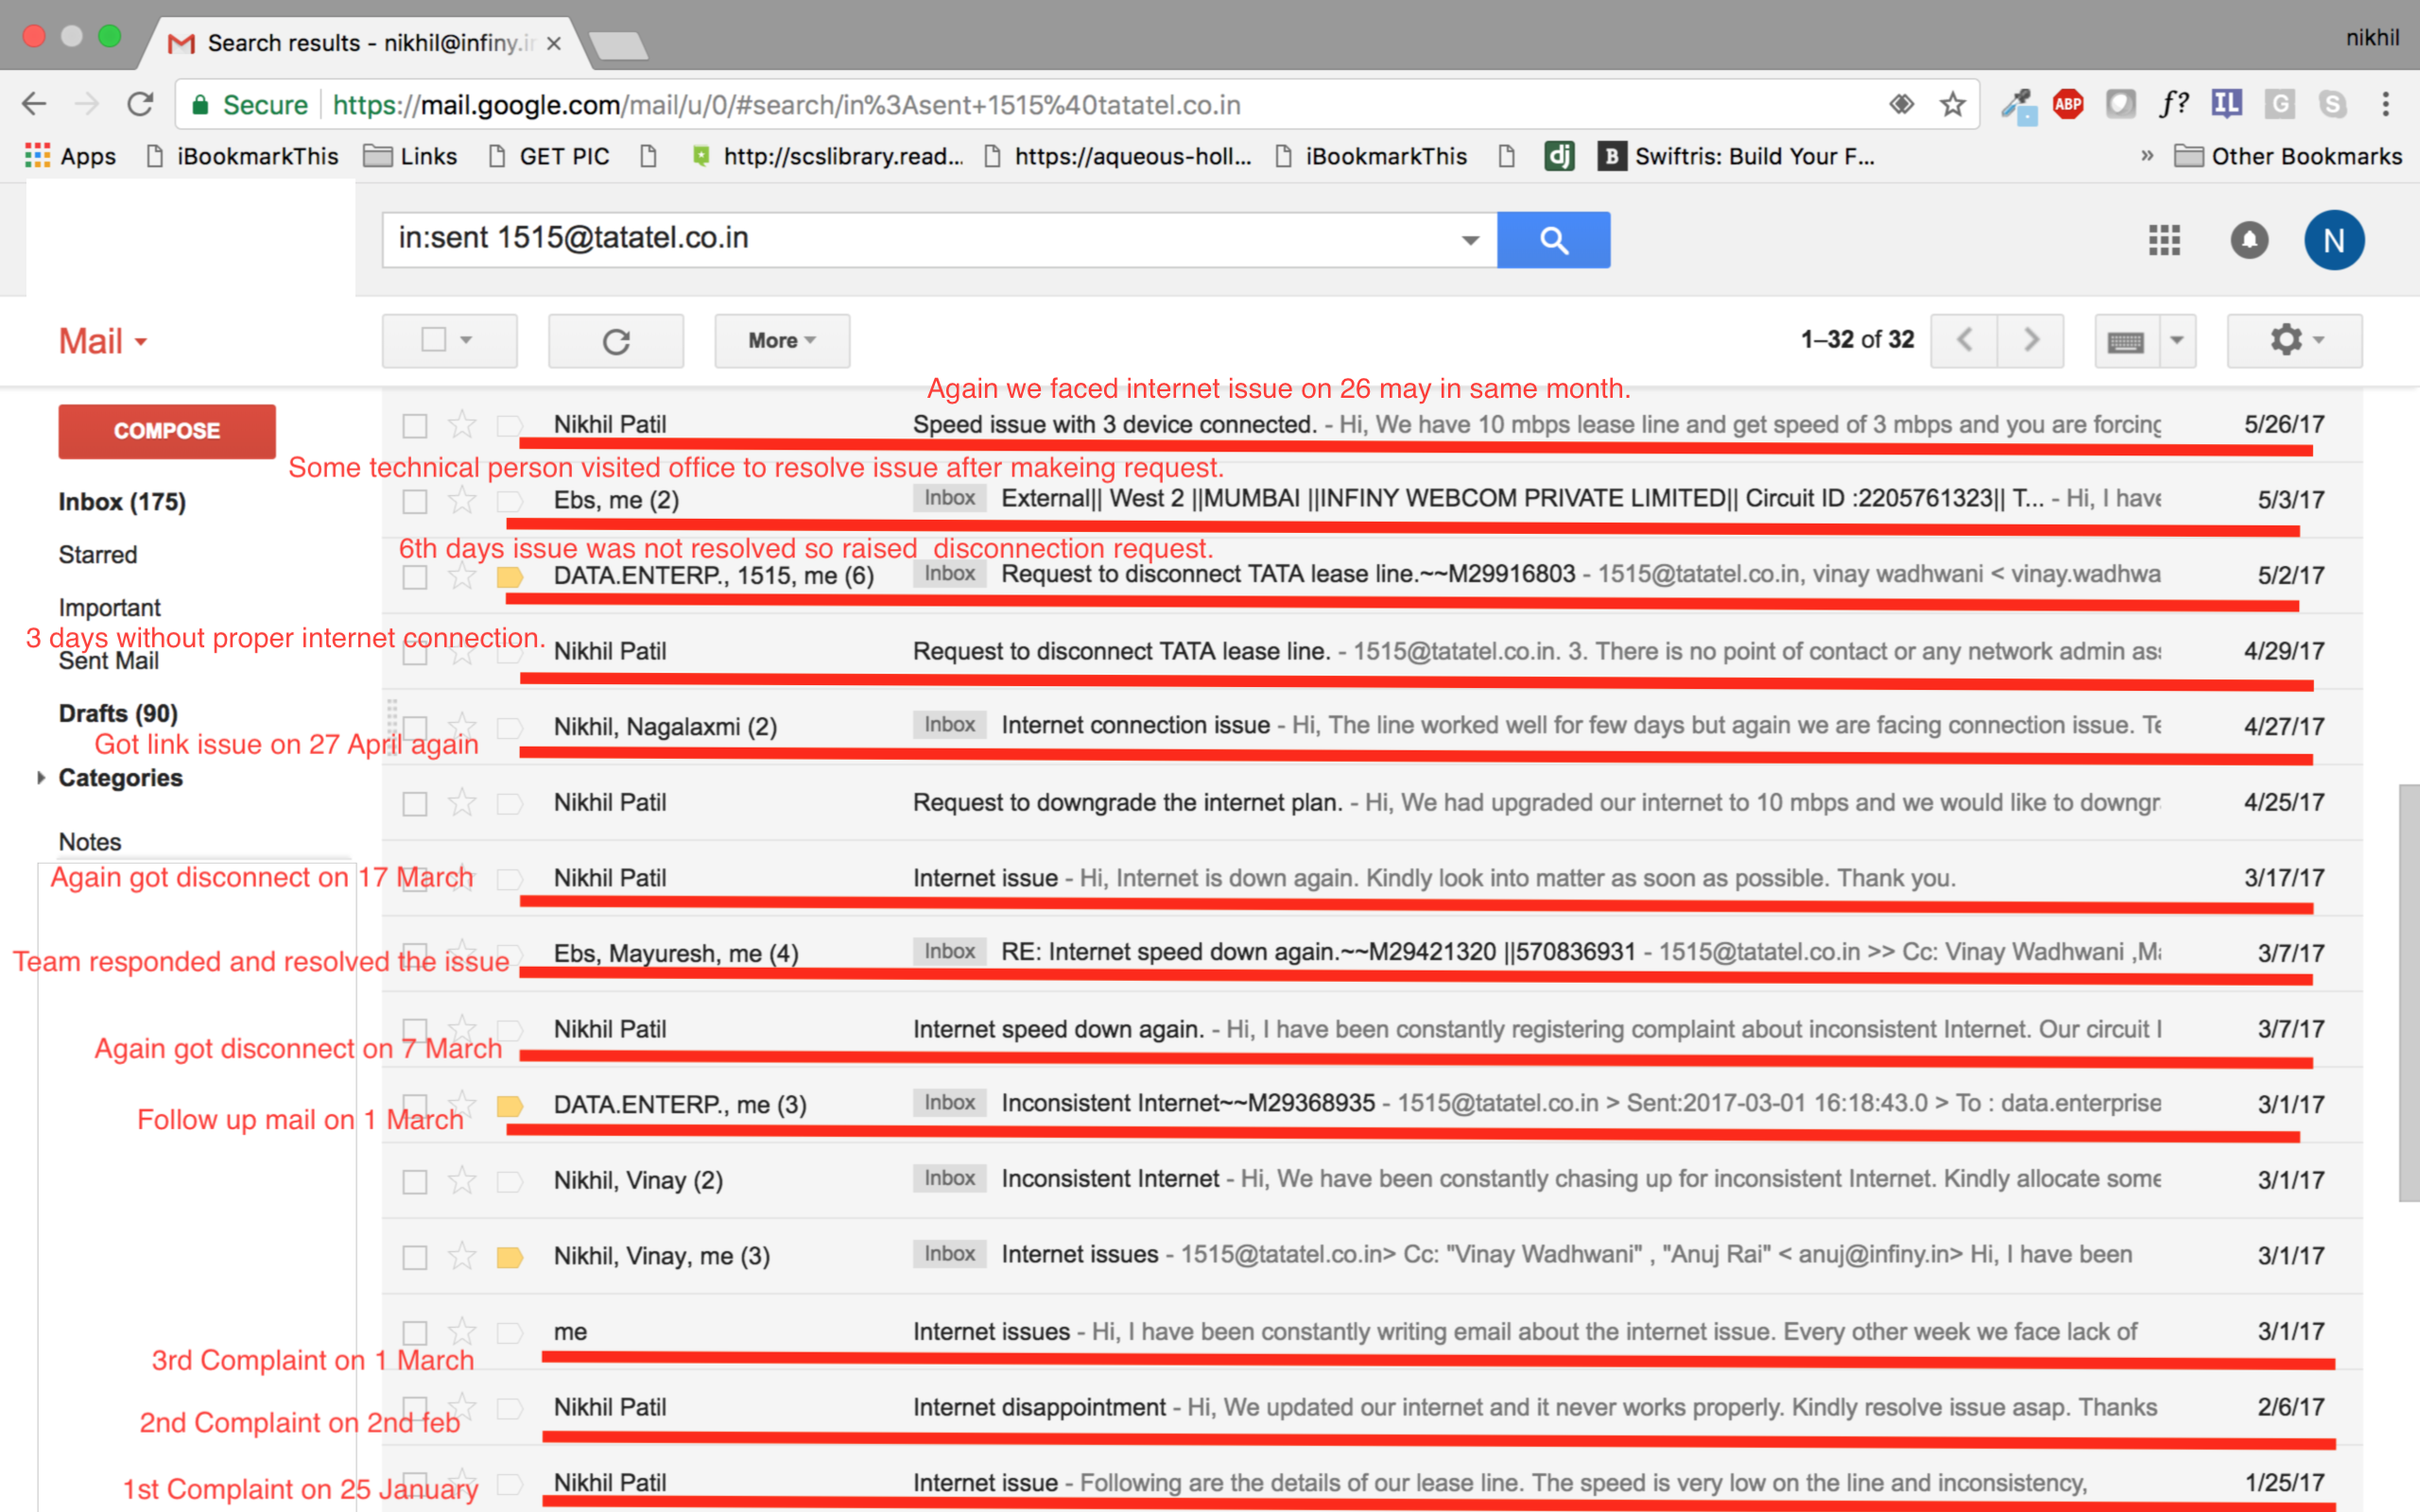 Search results - nikhil@infiny.in
nikhil
Secure https://mail.google.com/mail/u/0/#search/in%3Asent+1515%40tatatel.co.in
ABP f? IL G S
Apps iBookmarkThis Links GET PIC http://scslibrary.read... https://aqueous-holl... iBookmarkThis dj B Swiftris: Build Your F... » Other Bookmarks
in:sent 1515@tatatel.co.in
N
Mail More 1–32 of 32
Again we faced internet issue on 26 may in same month.
COMPOSE
Nikhil Patil Speed issue with 3 device connected. - Hi, We have 10 mbps lease line and get speed of 3 mbps and you are forcing 5/26/17
Some technical person visited office to resolve issue after makeing request.
Inbox (175)
Ebs, me (2) Inbox External|| West 2 ||MUMBAI ||INFINY WEBCOM PRIVATE LIMITED|| Circuit ID :2205761323|| T... - Hi, I have 5/3/17
Starred
6th days issue was not resolved so raised disconnection request.
DATA.ENTERP., 1515, me (6) Inbox Request to disconnect TATA lease line.~~M29916803 - 1515@tatatel.co.in, vinay wadhwani < vinay.wadhwa 5/2/17
Important
3 days without proper internet connection.
Sent Mail
Nikhil Patil Request to disconnect TATA lease line. - 1515@tatatel.co.in. 3. There is no point of contact or any network admin as 4/29/17
Drafts (90)
Nikhil, Nagalaxmi (2) Inbox Internet connection issue - Hi, The line worked well for few days but again we are facing connection issue. Te 4/27/17
Got link issue on 27 April again
Categories
Nikhil Patil Request to downgrade the internet plan. - Hi, We had upgraded our internet to 10 mbps and we would like to downgr 4/25/17
Notes
Again got disconnect on 17 March
Nikhil Patil Internet issue - Hi, Internet is down again. Kindly look into matter as soon as possible. Thank you. 3/17/17
Team responded and resolved the issue
Ebs, Mayuresh, me (4) Inbox RE: Internet speed down again.~~M29421320 ||570836931 - 1515@tatatel.co.in >> Cc: Vinay Wadhwani ,Ma 3/7/17
Nikhil Patil Internet speed down again. - Hi, I have been constantly registering complaint about inconsistent Internet. Our circuit I 3/7/17
Again got disconnect on 7 March
DATA.ENTERP., me (3) Inbox Inconsistent Internet~~M29368935 - 1515@tatatel.co.in > Sent:2017-03-01 16:18:43.0 > To : data.enterprise 3/1/17
Follow up mail on 1 March
Nikhil, Vinay (2) Inbox Inconsistent Internet - Hi, We have been constantly chasing up for inconsistent Internet. Kindly allocate some 3/1/17
Nikhil, Vinay, me (3) Inbox Internet issues - 1515@tatatel.co.in> Cc: "Vinay Wadhwani" , "Anuj Rai" < anuj@infiny.in> Hi, I have been 3/1/17
me Internet issues - Hi, I have been constantly writing email about the internet issue. Every other week we face lack of 3/1/17
3rd Complaint on 1 March
Nikhil Patil Internet disappointment - Hi, We updated our internet and it never works properly. Kindly resolve issue asap. Thanks 2/6/17
2nd Complaint on 2nd feb
Nikhil Patil Internet issue - Following are the details of our lease line. The speed is very low on the line and inconsistency, 1/25/17
1st Complaint on 25 January